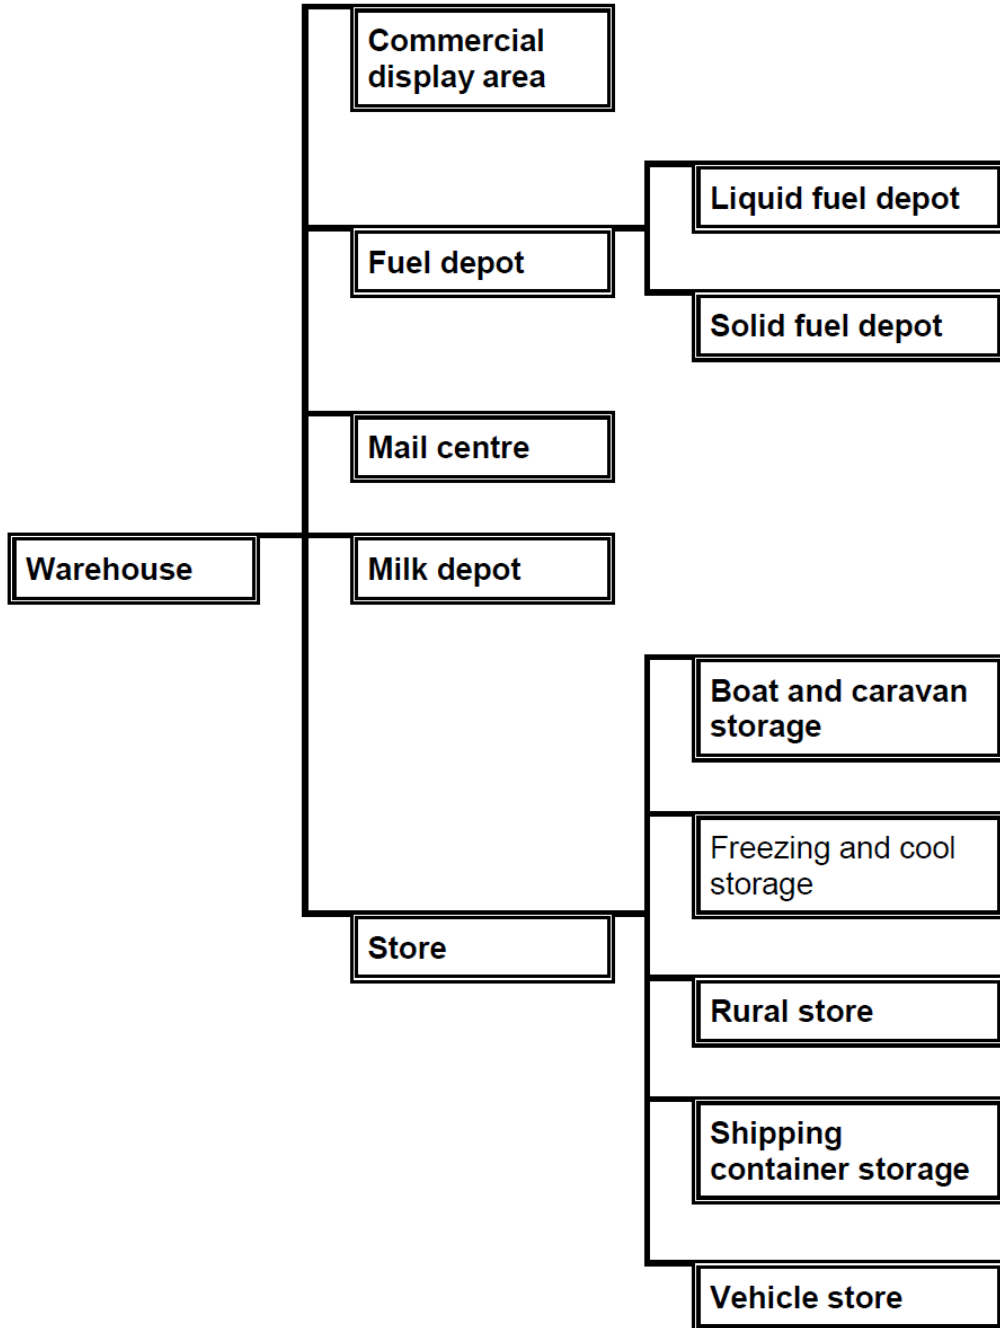 Commercial
display area
Liquid fuel depot
Fuel depot
Solid fuel depot
Mail centre
Warehouse
Milk depot
Boat and caravan
storage
Freezing and cool
storage
Store
Rural store
Shipping
container storage
Vehicle store